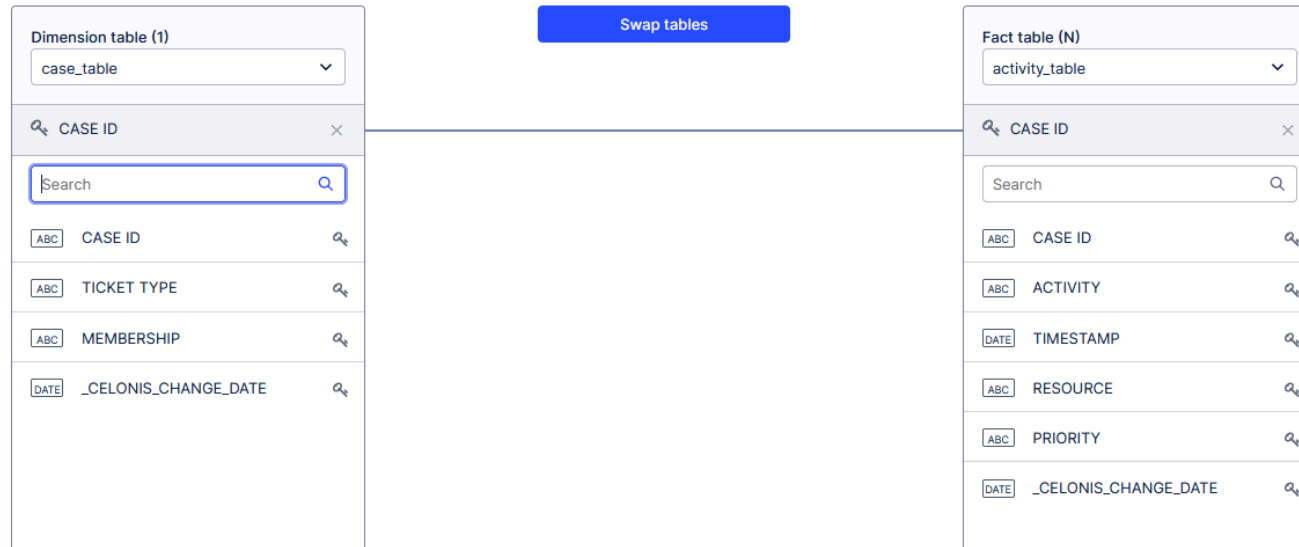 Swap tables
Dimension table (1)
case_table
CASE ID
Search
ABC CASE ID
ABC TICKET TYPE
ABC MEMBERSHIP
DATE _CELONIS_CHANGE_DATE
Fact table (N)
activity_table
CASE ID
Search
ABC CASE ID
ABC ACTIVITY
DATE TIMESTAMP
ABC RESOURCE
ABC PRIORITY
DATE _CELONIS_CHANGE_DATE